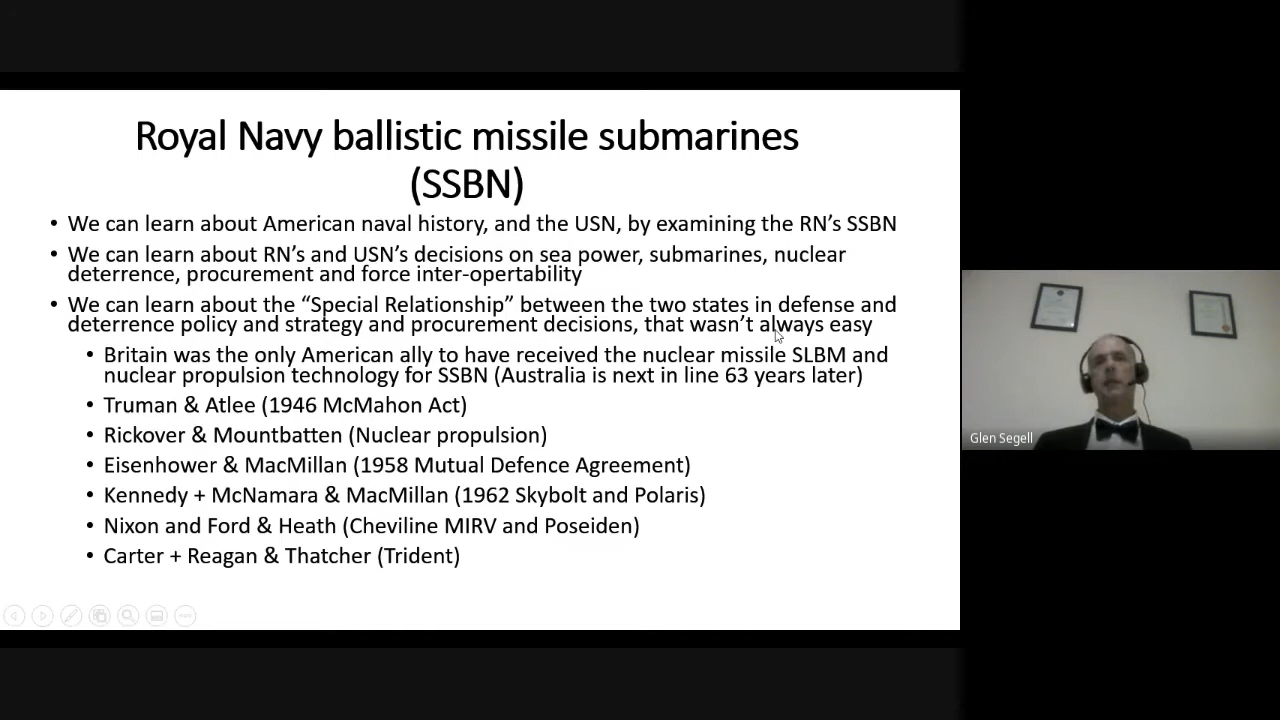 Royal Navy ballistic missile submarines
(SSBN)
• We can learn about American naval history, and the USN, by examining the RN’s SSBN
• We can learn about RN’s and USN’s decisions on sea power, submarines, nuclear
deterrence, procurement and force inter-opertability
• We can learn about the “Special Relationship” between the two states in defense and
deterrence policy and strategy and procurement decisions, that wasn’t always easy
• Britain was the only American ally to have received the nuclear missile SLBM and
nuclear propulsion technology for SSBN (Australia is next in line 63 years later)
• Truman & Atlee (1946 McMahon Act)
• Rickover & Mountbatten (Nuclear propulsion)
• Eisenhower & MacMillan (1958 Mutual Defence Agreement)
• Kennedy + McNamara & MacMillan (1962 Skybolt and Polaris)
• Nixon and Ford & Heath (Cheviline MIRV and Poseiden)
• Carter + Reagan & Thatcher (Trident)
Glen Segell